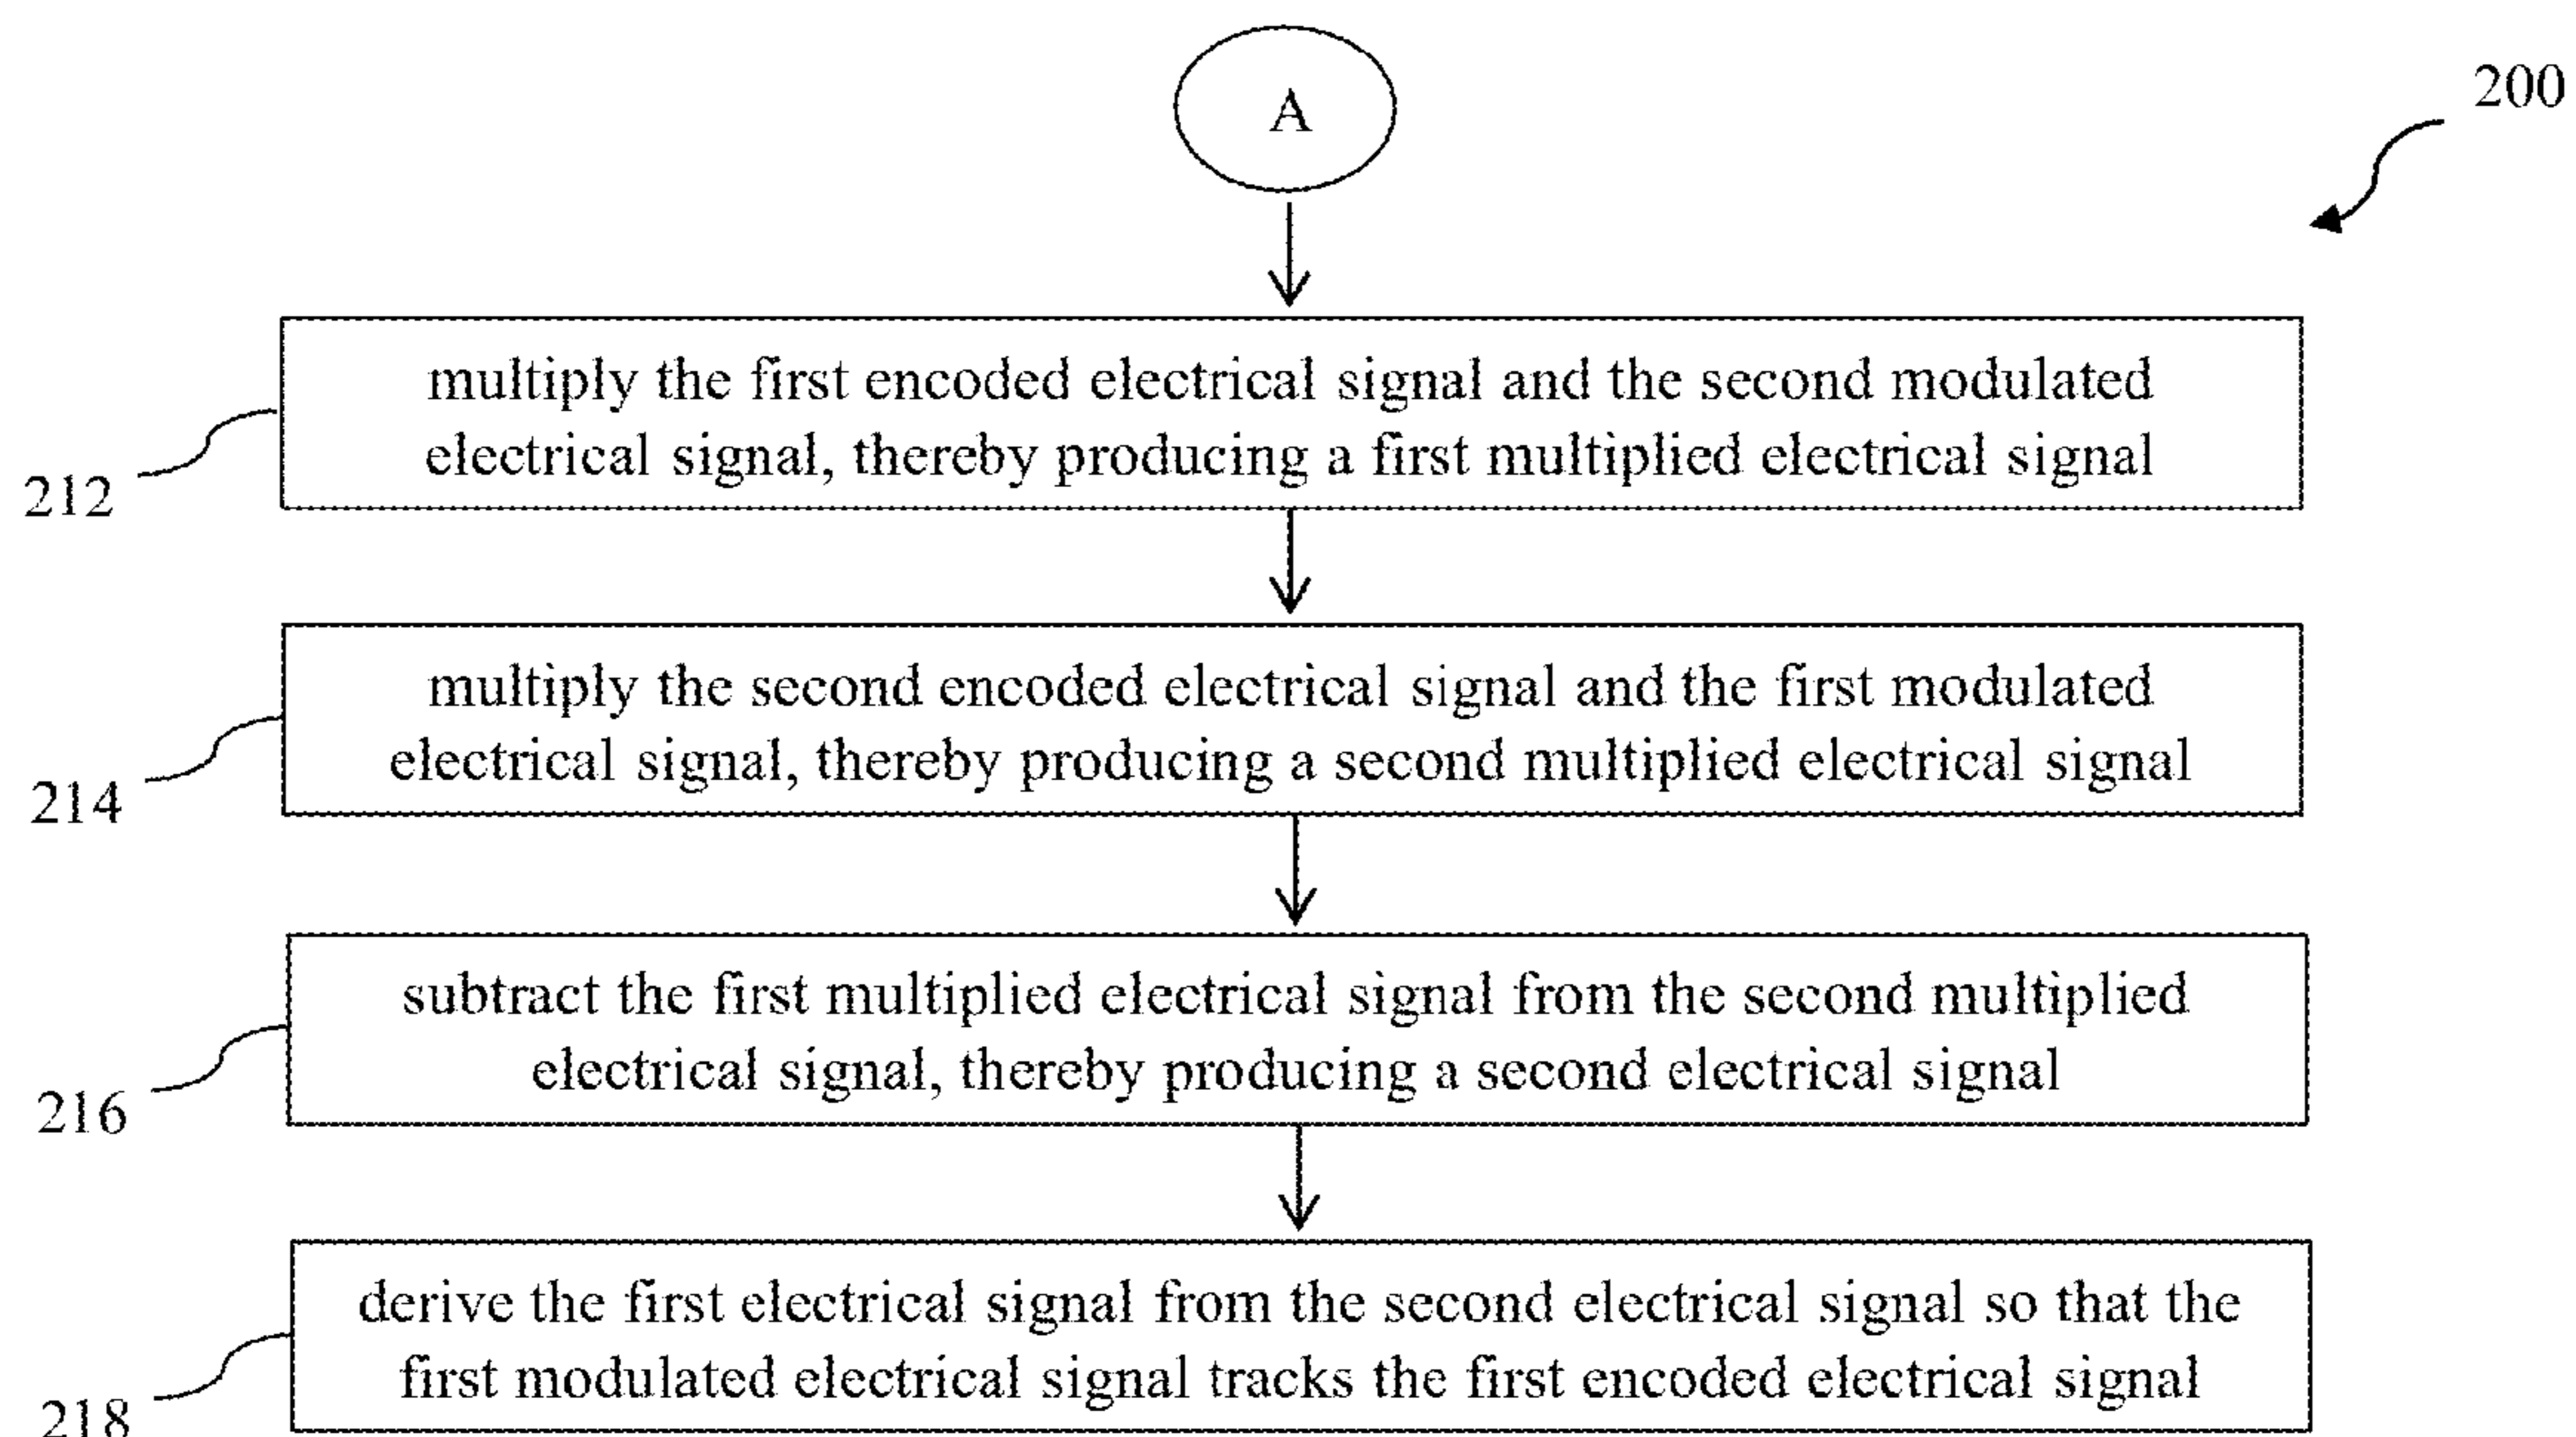 A
200
multiply the first encoded electrical signal and the second modulated
electrical signal, thereby producing a first multiplied electrical signal
212
multiply the second encoded electrical signal and the first modulated
electrical signal, thereby producing a second multiplied electrical signal
214
subtract the first multiplied electrical signal from the second multiplied
electrical signal, thereby producing a second electrical signal
216
derive the first electrical signal from the second electrical signal so that the
first modulated electrical signal tracks the first encoded electrical signal
218